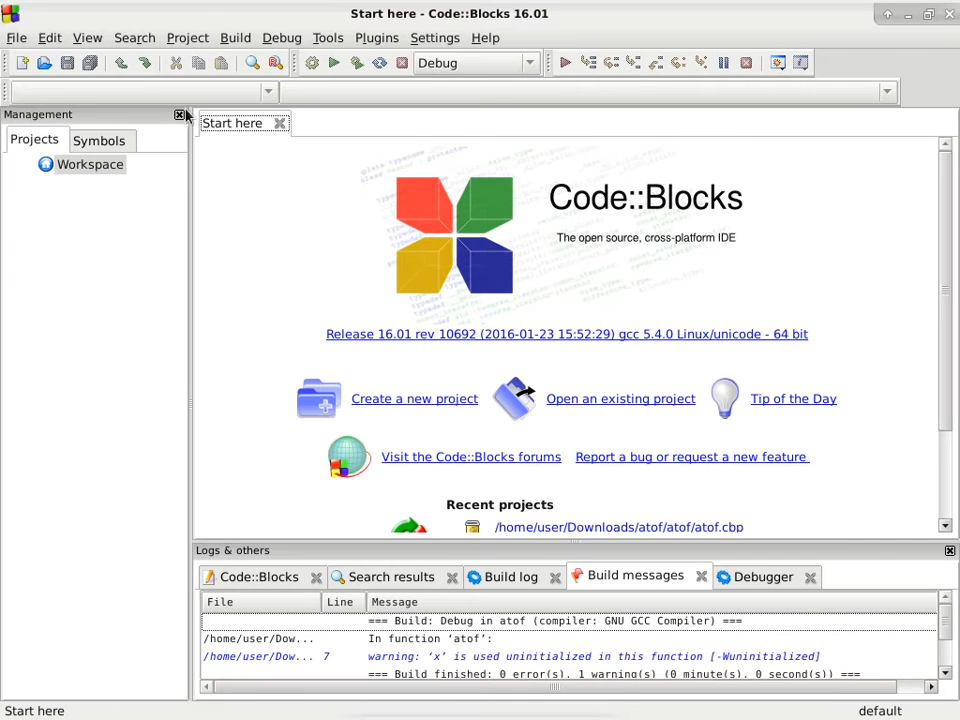 Start here - Code::Blocks 16.01
File Edit View Search Project Build Debug Tools Plugins Settings Help
Debug
Management
Start here
Projects Symbols
Workspace
Code::Blocks
The open source, cross-platform IDE
Release 16.01 rev 10692 (2016-01-23 15:52:29) gcc 5.4.0 Linux/unicode - 64 bit
Create a new project Open an existing project Tip of the Day
Visit the Code::Blocks forums Report a bug or request a new feature
Recent projects
/home/user/Downloads/atof/atof/atof.cbp
Logs & others
Code::Blocks Search results Build log Build messages Debugger
File Line Message
=== Build: Debug in atof (compiler: GNU GCC Compiler) ===
/home/user/Dow... In function ‘atof’:
/home/user/Dow... 7 warning: ‘x’ is used uninitialized in this function [-Wuninitialized]
=== Build finished: 0 error(s), 1 warning(s) (0 minute(s), 0 second(s)) ===
Start here default